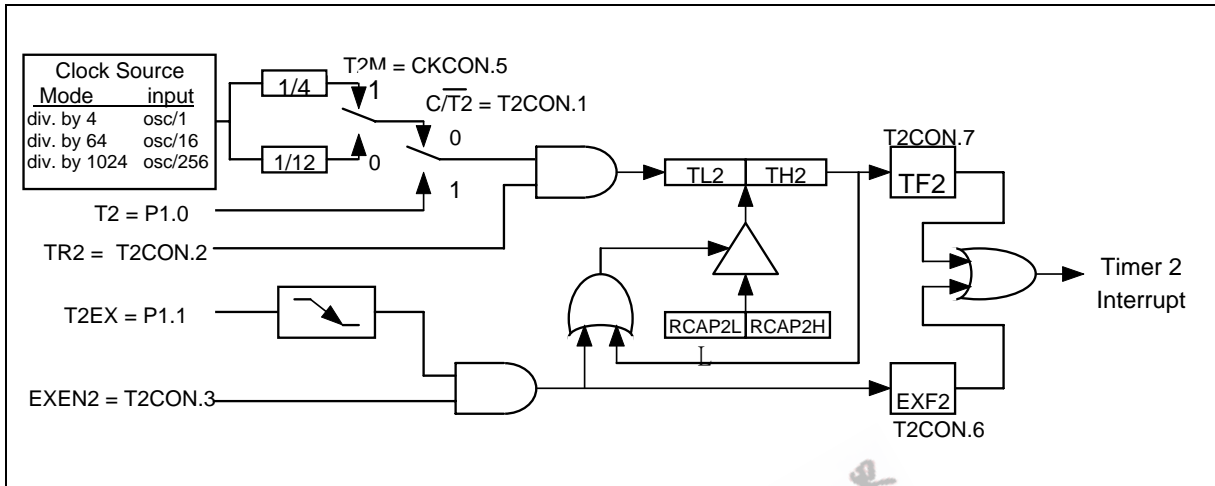 Clock Source
Mode input
div. by 4 osc/1
div. by 64 osc/16
div. by 1024 osc/256
1/4
1/12
T2M = CKCON.5
1
0
C/T2 = T2CON.1
0
1
T2 = P1.0
TR2 = T2CON.2
TL2 TH2
T2CON.7
TF2
Timer 2
Interrupt
T2EX = P1.1
RCAP2L RCAP2H
L
EXEN2 = T2CON.3
EXF2
T2CON.6